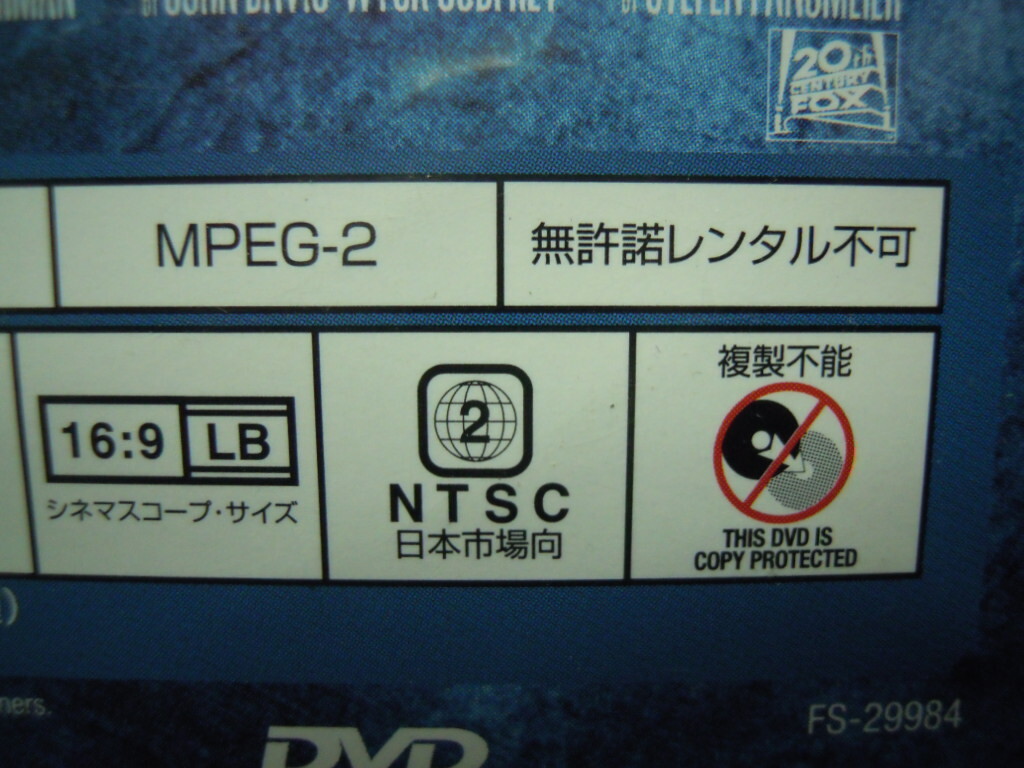 20th
CENTURY
FOX
MPEG-2
無許諾レンタル不可
16:9 LB
シネマスコープ・サイズ
2
NTSC
日本市場向
複製不能
THIS DVD IS
COPY PROTECTED
FS-29984
DVD